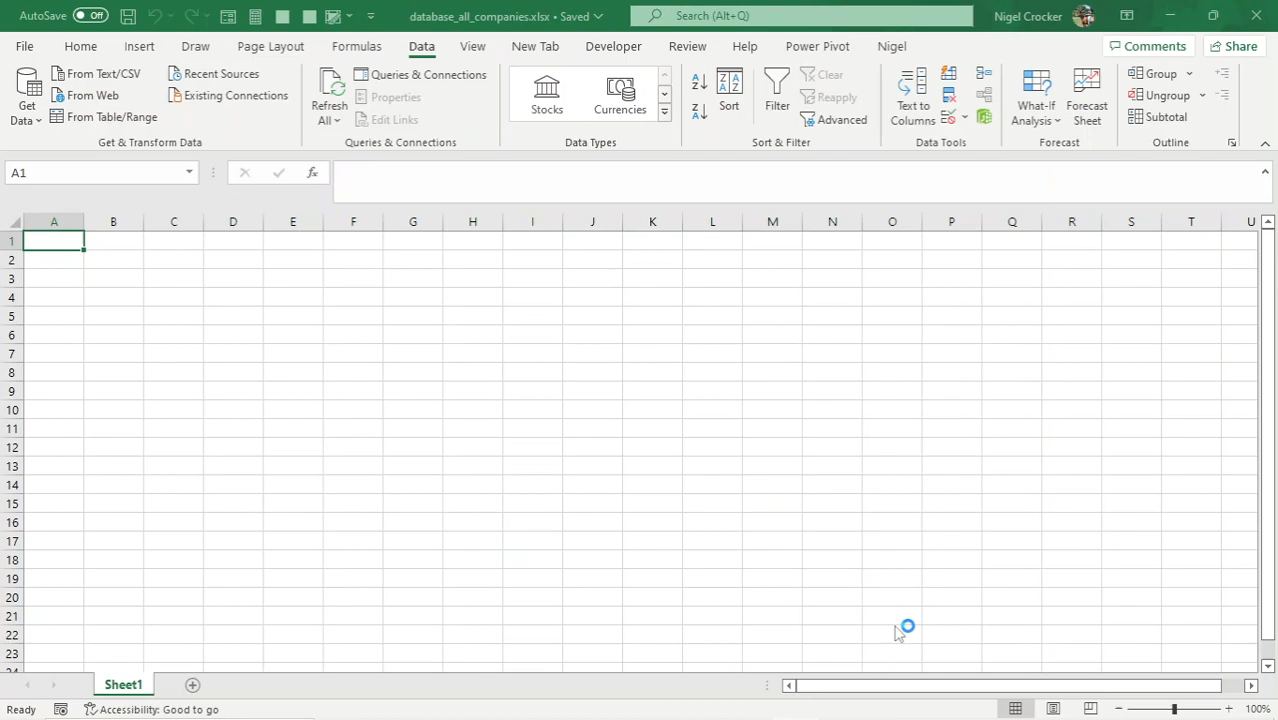 AutoSave Off database_all_companies.xlsx • Saved Search (Alt+Q) Nigel Crocker
File Home Insert Draw Page Layout Formulas Data View New Tab Developer Review Help Power Pivot Nigel Comments Share
Get Data
From Text/CSV
From Web
From Table/Range
Recent Sources
Existing Connections
Get & Transform Data
Refresh All
Queries & Connections
Properties
Edit Links
Queries & Connections
Stocks
Currencies
Data Types
Sort
Filter
Clear
Reapply
Advanced
Sort & Filter
Text to Columns
Data Tools
What-If Analysis
Forecast Sheet
Forecast
Group
Ungroup
Subtotal
Outline
A1 fx
A B C D E F G H I J K L M N O P Q R S T U
1
2
3
4
5
6
7
8
9
10
11
12
13
14
15
16
17
18
19
20
21
22
23
24
Sheet1
Ready Accessibility: Good to go 100%